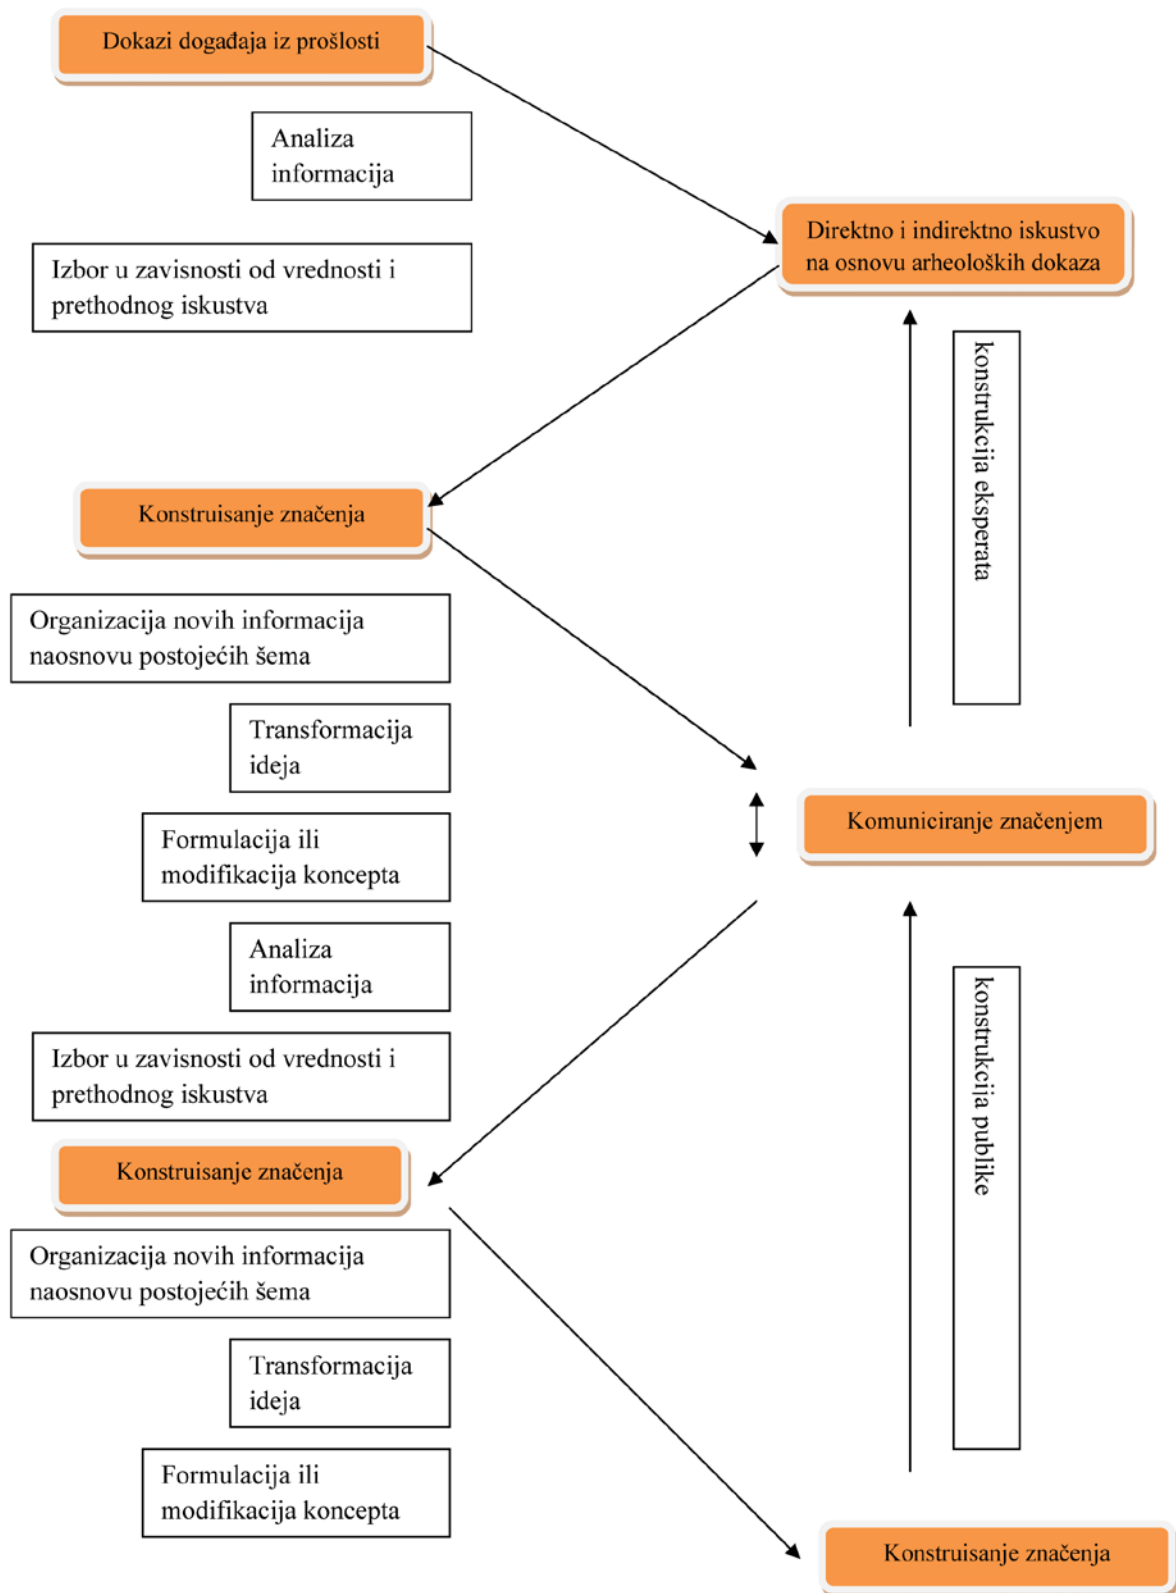 Dokazi događaja iz prošlosti
Analiza
informacija
Direktno i indirektno iskustvo
na osnovu arheoloških dokaza
Izbor u zavisnosti od vrednosti i
prethodnog iskustva
konstrukcija eksperata
Konstruisanje značenja
Organizacija novih informacija
naosnovu postojećih šema
Transformacija
ideja
Komuniciranje značenjem
Formulacija ili
modifikacija koncepta
Analiza
informacija
konstrukcija publike
Izbor u zavisnosti od vrednosti i
prethodnog iskustva
Konstruisanje značenja
Organizacija novih informacija
naosnovu postojećih šema
Transformacija
ideja
Formulacija ili
modifikacija koncepta
Konstruisanje značenja